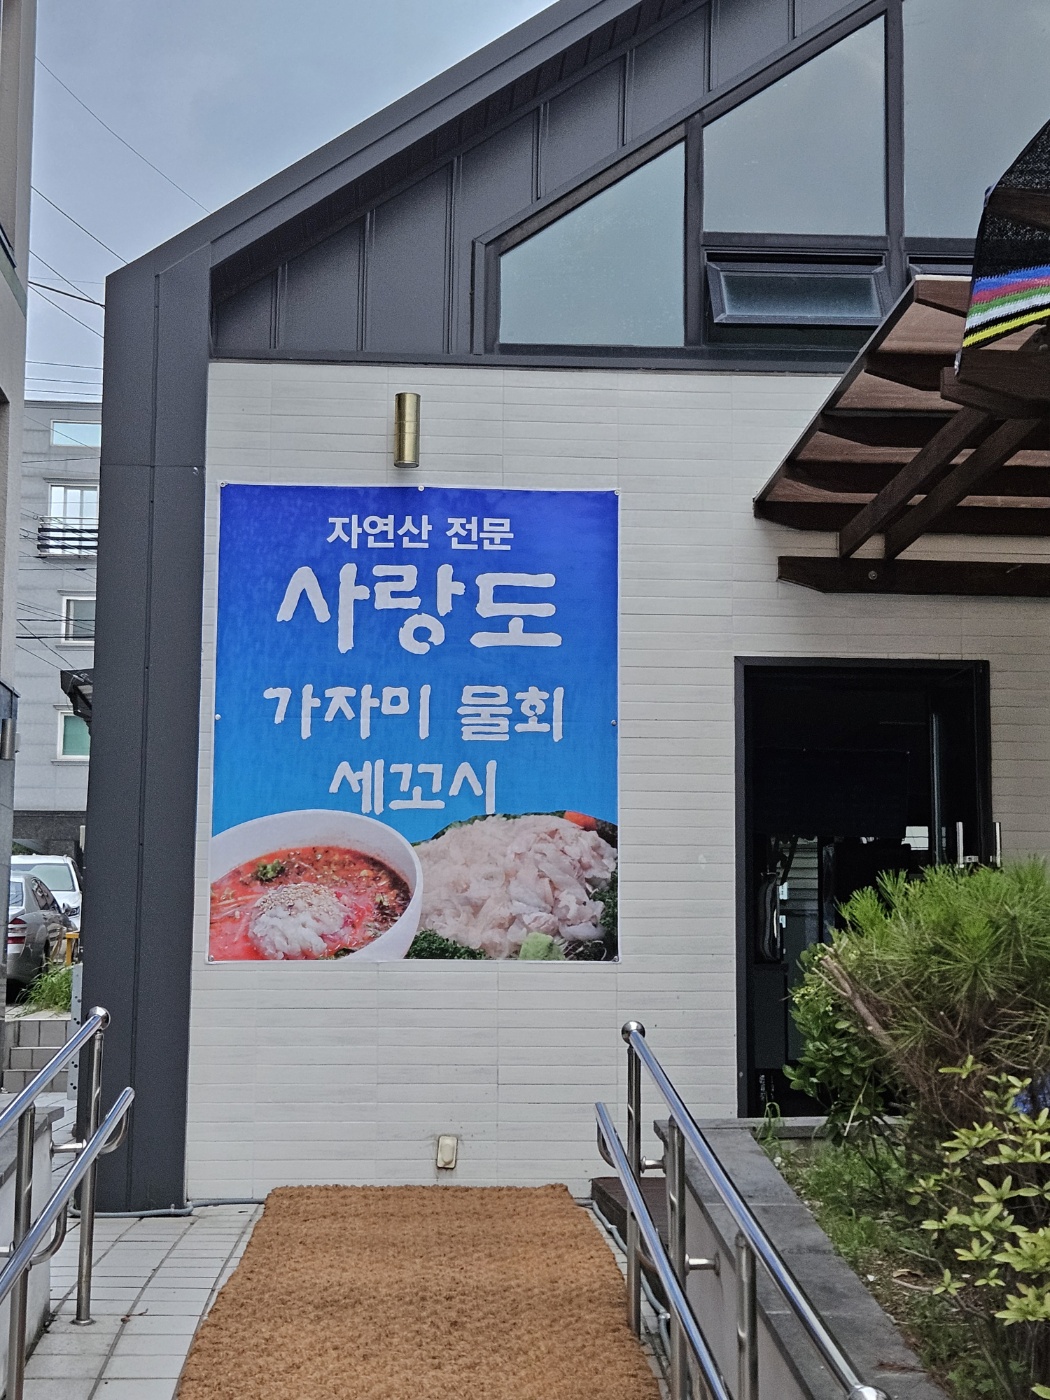 자연산 전문
사랑도
가자미 물회
세꼬시